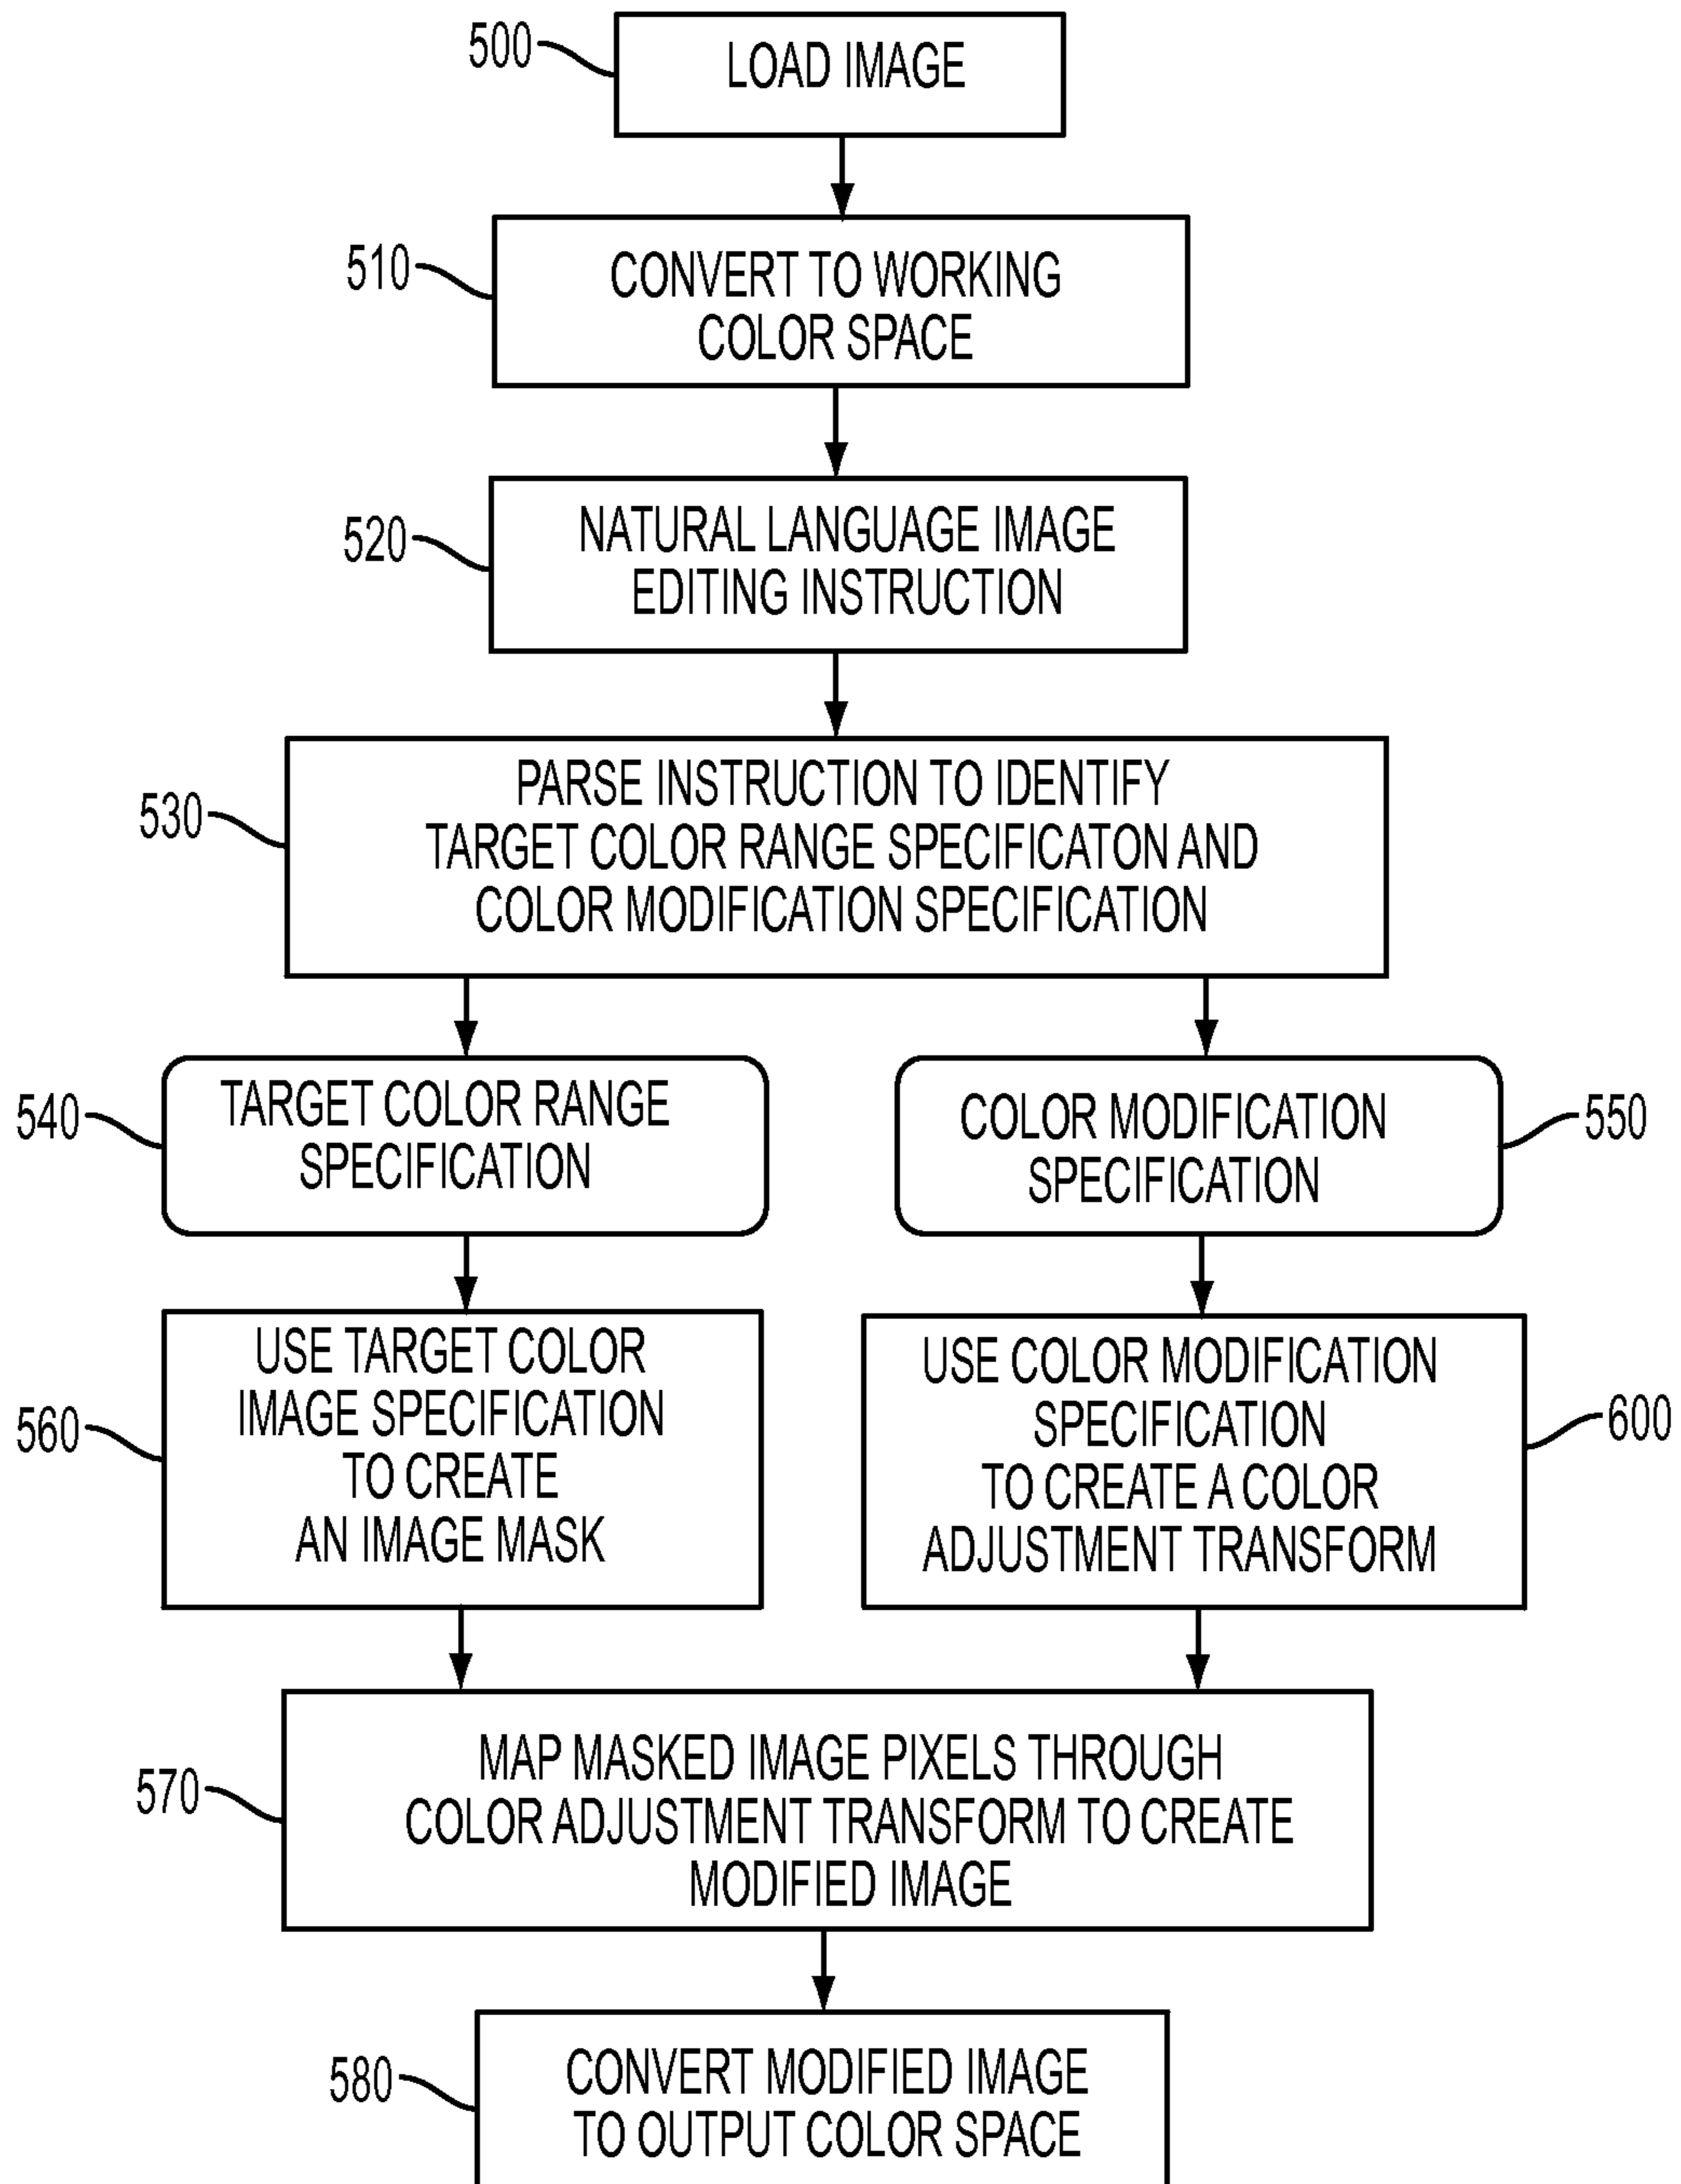 500
LOAD IMAGE
510
CONVERT TO WORKING
COLOR SPACE
520
NATURAL LANGUAGE IMAGE
EDITING INSTRUCTION
530
PARSE INSTRUCTION TO IDENTIFY
TARGET COLOR RANGE SPECIFICATON AND
COLOR MODIFICATION SPECIFICATION
540
TARGET COLOR RANGE
SPECIFICATION
COLOR MODIFICATION
SPECIFICATION
550
560
USE TARGET COLOR
IMAGE SPECIFICATION
TO CREATE
AN IMAGE MASK
USE COLOR MODIFICATION
SPECIFICATION
TO CREATE A COLOR
ADJUSTMENT TRANSFORM
600
570
MAP MASKED IMAGE PIXELS THROUGH
COLOR ADJUSTMENT TRANSFORM TO CREATE
MODIFIED IMAGE
580
CONVERT MODIFIED IMAGE
TO OUTPUT COLOR SPACE